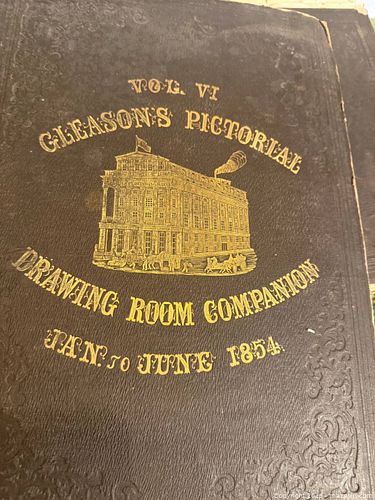 VOL. VI
GLEASON'S PICTORIAL
DRAWING ROOM COMPANION
JAN. TO JUNE 1854.